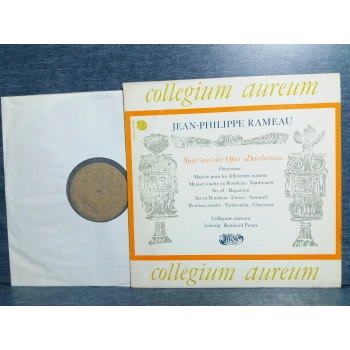 collegium aureum
JEAN-PHILIPPE RAMEAU
Suite aus der Oper »Dardanus«
Ouverture
Marche pour les différentes nations
Menuet tendre en Rondeau · Tambourin
Air vif · Rigaudon
Air en Rondeau · Entrée · Sommeil
Rondeau tendre · Tambourin · Chaconne
Collegium aureum
Leitung: Reinhard Peters
collegium aureum